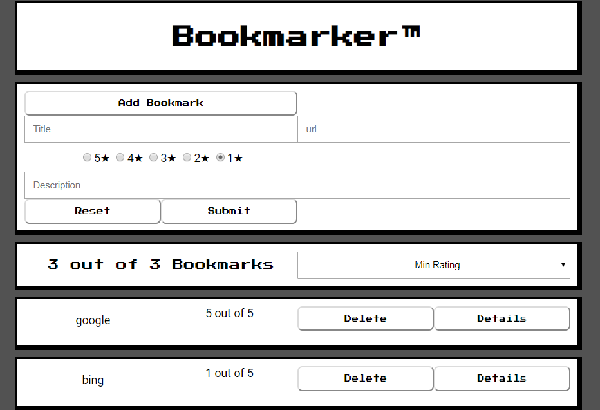 Bookmarker™
Add Bookmark
Title url
5★ 4★ 3★ 2★ 1★
Description
Reset Submit
3 out of 3 Bookmarks Min Rating
google 5 out of 5 Delete Details
bing 1 out of 5 Delete Details